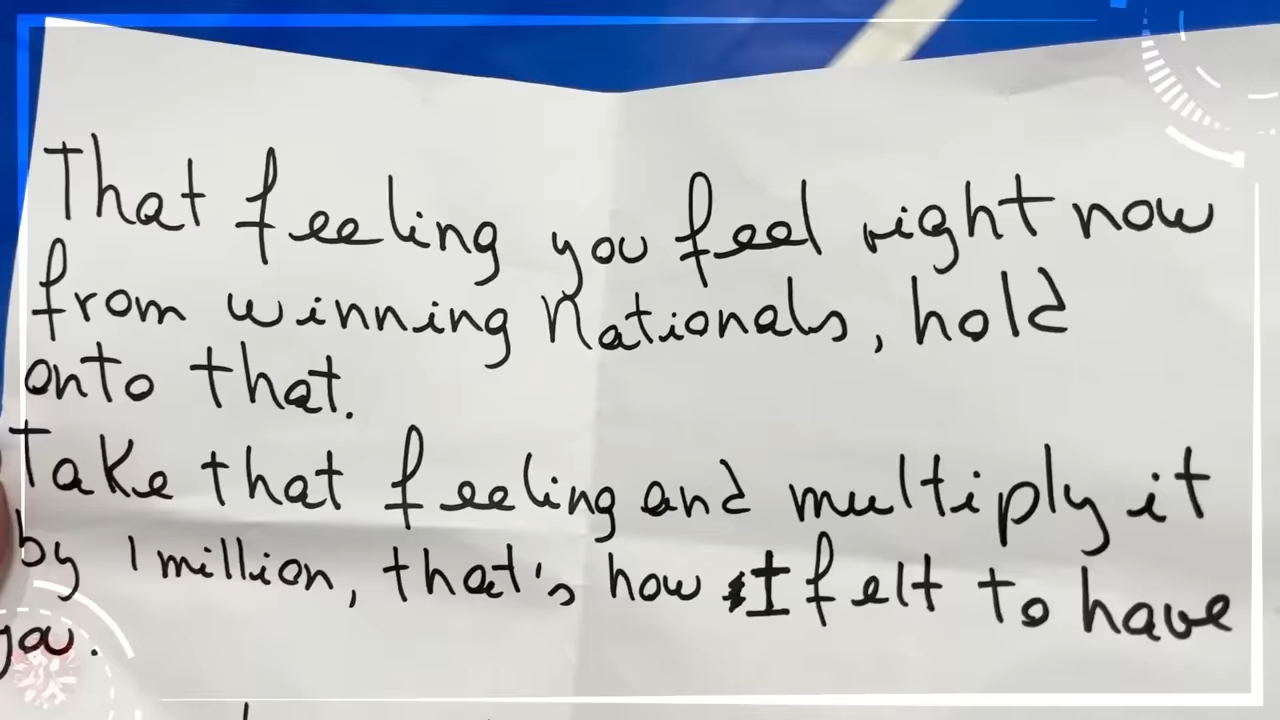 That feeling you feel right now
from winning Nationals, hold
onto that.
Take that feeling and multiply it
by 1 million, that's how I felt to have
you.